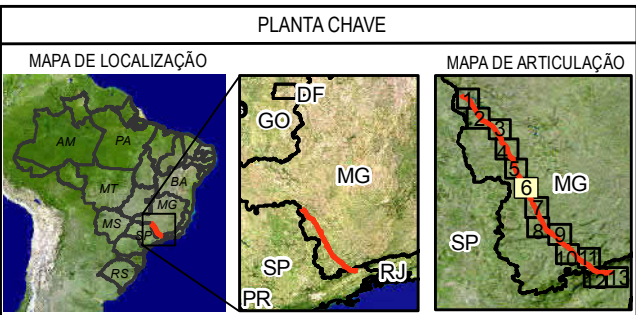 PLANTA CHAVE
MAPA DE LOCALIZAÇÃO
AM
PA
MT
BA
MG
MS
SP
RS
DF
GO
MG
SP
RJ
PR
MAPA DE ARTICULAÇÃO
1
2
3
4
5
6
MG
7
8
9
SP
10
11
12
13